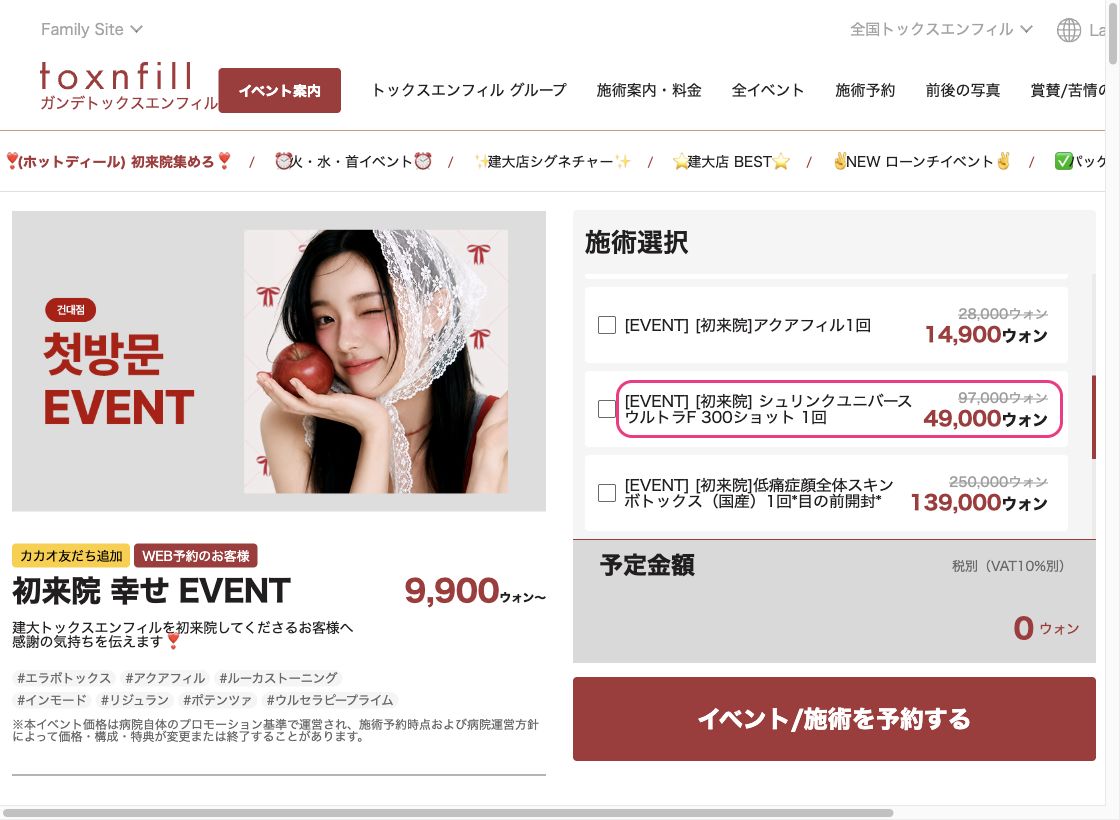 Family Site
全国トックスエンフィル
La
toxnfill
ガンデトックスエンフィル
イベント案内
トックスエンフィル グループ
施術案内・料金
全イベント
施術予約
前後の写真
賞賛/苦情の
❣️(ホットディール) 初来院集めろ❣️
/
⏰火・水・首イベント⏰
/
✨建大店シグネチャー✨
/
⭐建大店 BEST⭐
/
✌️NEW ローンチイベント✌️
/
✅パッケ
건대점
첫방문
EVENT
カカオ友だち追加
WEB予約のお客様
初来院 幸せ EVENT
9,900ウォン〜
建大トックスエンフィルを初来院してくださるお客様へ
感謝の気持ちを伝えます❣️
#エラボトックス #アクアフィル #ルーカストーニング
#インモード #リジュラン #ポテンツァ #ウルセラピープライム
※本イベント価格は病院自体のプロモーション基準で運営され、施術予約時点および病院運営方針
によって価格・構成・特典が変更または終了することがあります。
施術選択
[EVENT] [初来院]アクアフィル1回
28,000ウォン
14,900ウォン
[EVENT] [初来院] シュリンクユニバース
ウルトラF 300ショット 1回
97,000ウォン
49,000ウォン
[EVENT] [初来院]低痛症顔全体スキン
ボトックス（国産）1回*目の前開封*
250,000ウォン
139,000ウォン
予定金額
税別（VAT10%別）
0 ウォン
イベント/施術を予約する